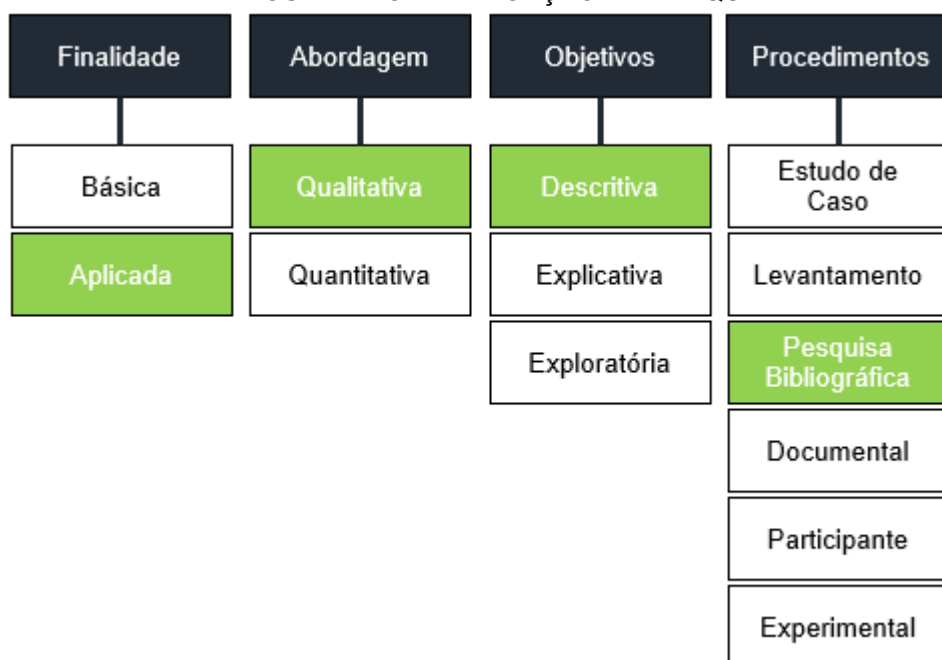 Finalidade
Abordagem
Objetivos
Procedimentos
Básica
Qualitativa
Descritiva
Estudo de
Caso
Aplicada
Quantitativa
Explicativa
Levantamento
Exploratória
Pesquisa
Bibliográfica
Documental
Participante
Experimental